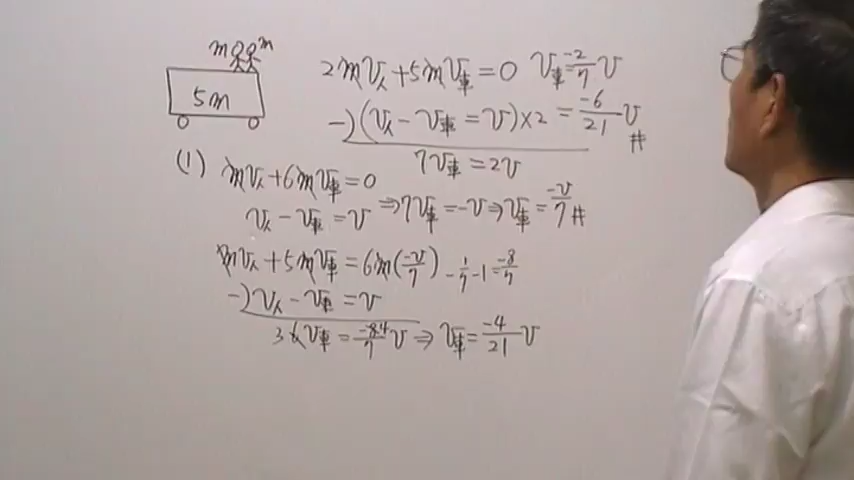 m m
5m
2mV人 + 5mV車 = 0 V車 = -2/7 V
-) (V人 - V車 = V) × 2 = -6/21 V #
7V車 = 2V
(1) mV人 + 6mV車 = 0
V人 - V車 = V ⇒ 7V車 = -V ⇒ V車 = -V/7 #
mV人 + 5mV車 = 6m(-V/7) -1/7 - 1 = -8/7
-) V人 - V車 = V
3 6V車 = -8 4/7 V ⇒ V車 = -4/21 V